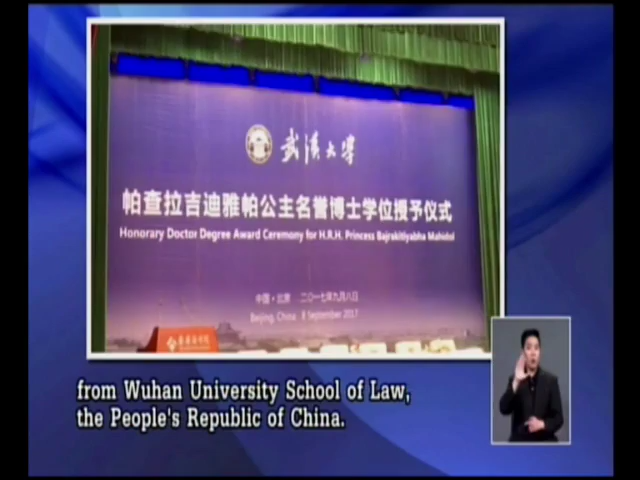 武漢大學
帕查拉吉迪雅帕公主名誉博士学位授予仪式
Honorary Doctor Degree Award Ceremony for H.R.H. Princess Bajrakitiyabha Mahidol
中国·北京 二〇一七年九月八日
Beijing, China 8 September 2017
from Wuhan University School of Law,
the People's Republic of China.